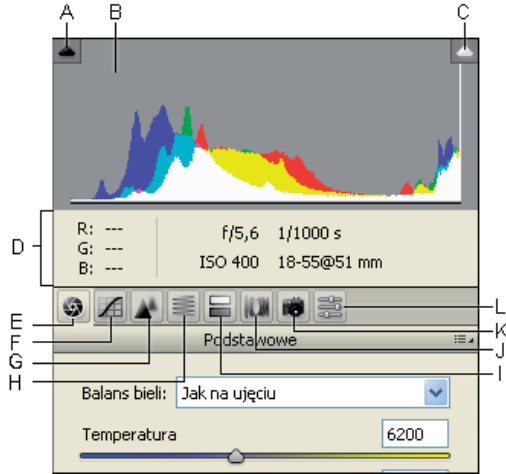 A B C
D
R: ---
G: ---
B: ---
f/5,6 1/1000 s
ISO 400 18-55@51 mm
E
F
G
H
I
J
K
L
Podstawowe
Balans bieli: Jak na ujęciu
Temperatura 6200